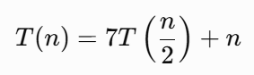 T(n) = 7T(n/2) + n